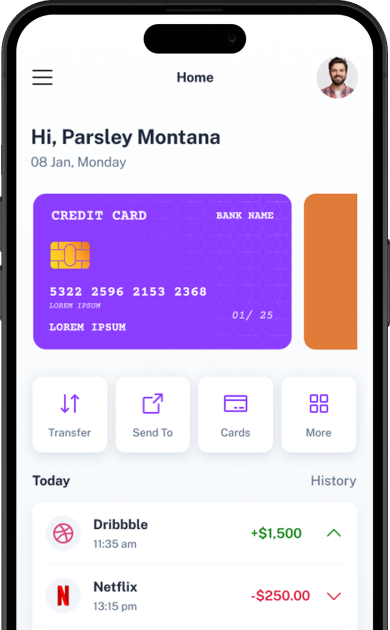 Home
Hi, Parsley Montana
08 Jan, Monday
CREDIT CARD BANK NAME
5322 2596 2153 2368
LOREM IPSUM
01/ 25
LOREM IPSUM
Transfer Send To Cards More
Today History
Dribbble
+$1,500
11:35 am
Netflix
-$250.00
13:15 pm